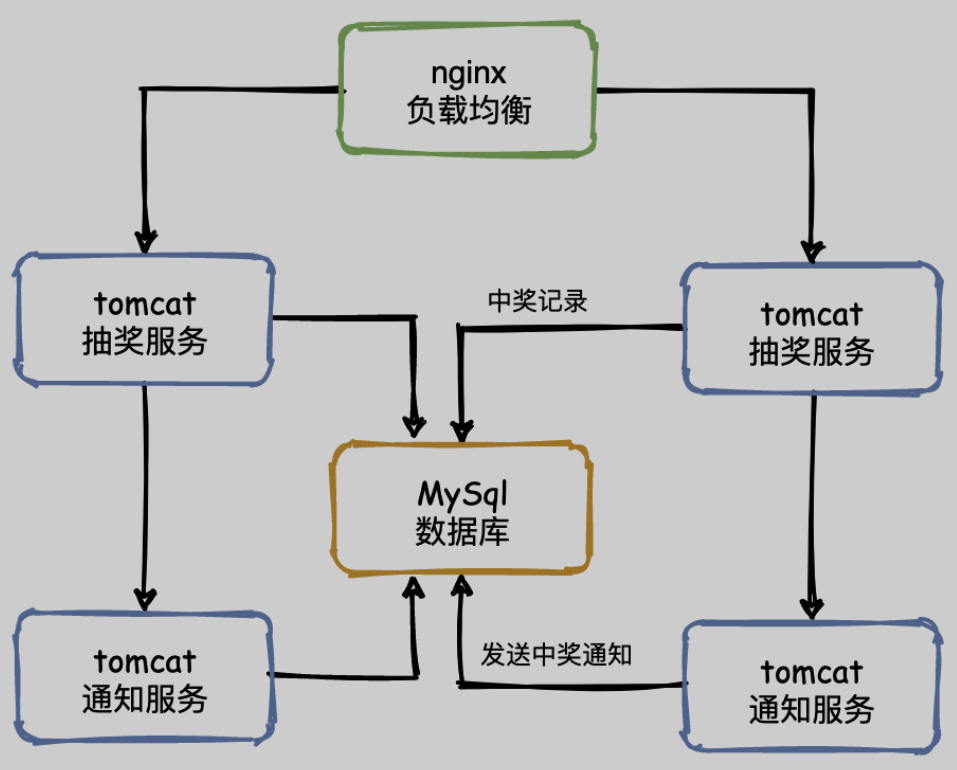 nginx
负载均衡
tomcat
抽奖服务
中奖记录
tomcat
抽奖服务
MySql
数据库
tomcat
通知服务
发送中奖通知
tomcat
通知服务